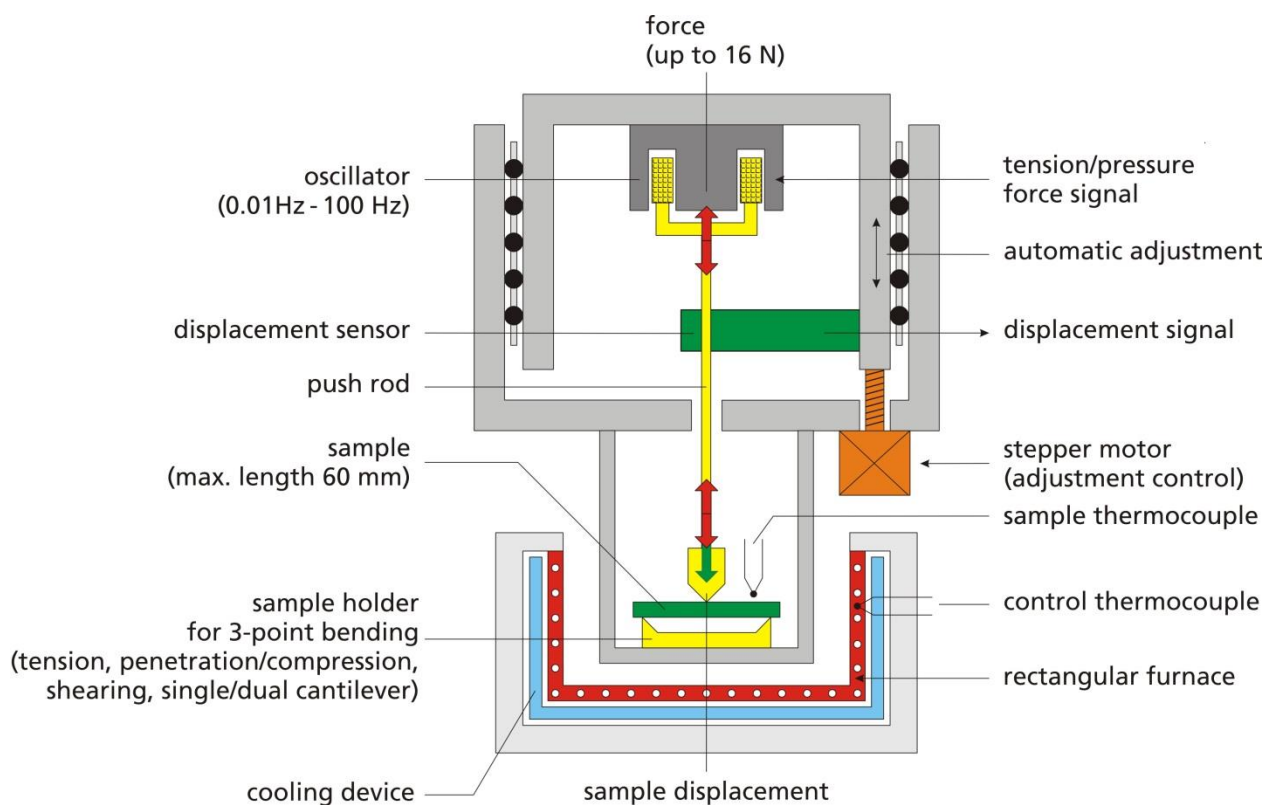 force
(up to 16 N)
oscillator
(0.01Hz - 100 Hz)
tension/pressure
force signal
automatic adjustment
displacement sensor
displacement signal
push rod
sample
(max. length 60 mm)
stepper motor
(adjustment control)
sample thermocouple
sample holder
for 3-point bending
(tension, penetration/compression,
shearing, single/dual cantilever)
control thermocouple
rectangular furnace
cooling device
sample displacement